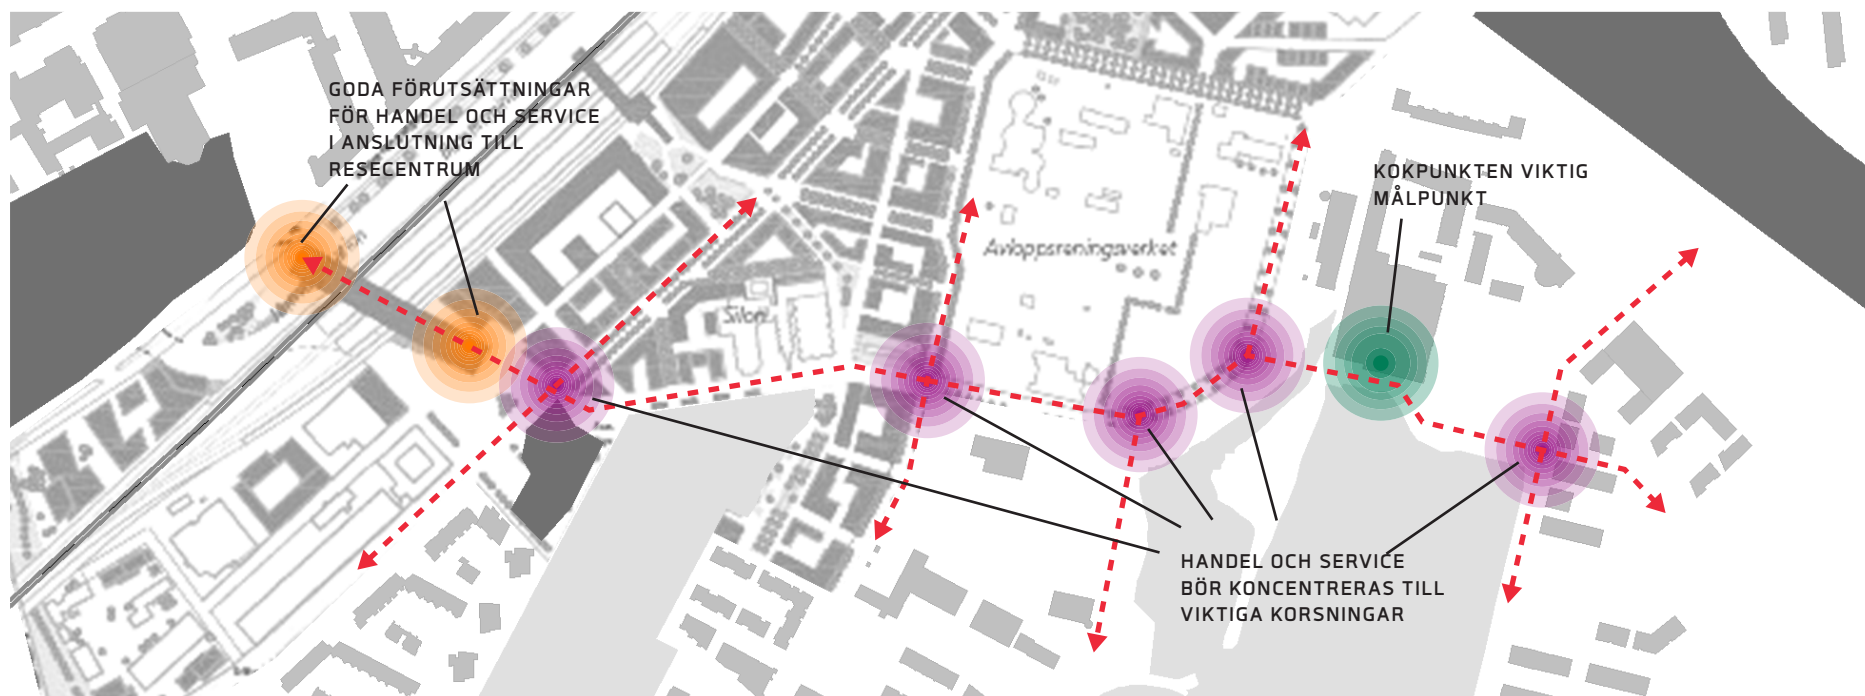 GODA FÖRUTSÄTTNINGAR
FÖR HANDEL OCH SERVICE
I ANSLUTNING TILL
RESECENTRUM
KOKPUNKTEN VIKTIG
MÅLPUNKT
Avloppsreningsverket
HANDEL OCH SERVICE
BÖR KONCENTRERAS TILL
VIKTIGA KORSNINGAR